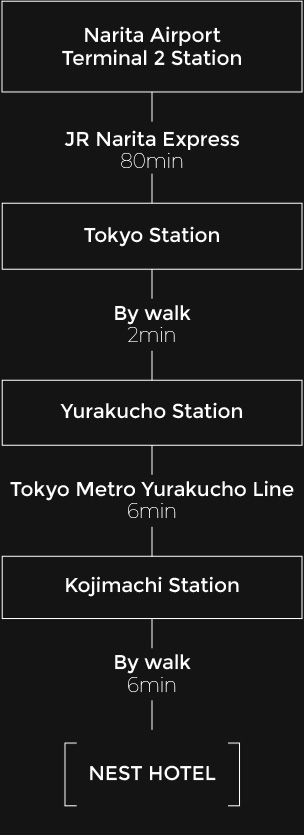 Narita Airport
Terminal 2 Station
JR Narita Express
80min
Tokyo Station
By walk
2min
Yurakucho Station
Tokyo Metro Yurakucho Line
6min
Kojimachi Station
By walk
6min
NEST HOTEL